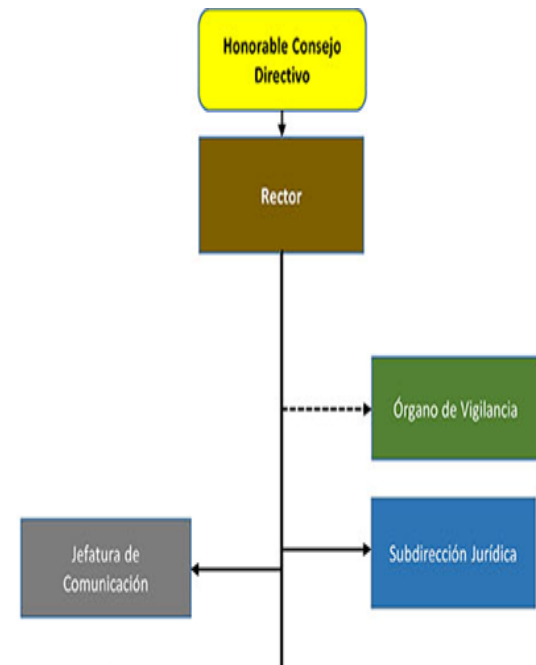 Honorable Consejo
Directivo
Rector
Órgano de Vigilancia
Subdirección Jurídica
Jefatura de
Comunicación